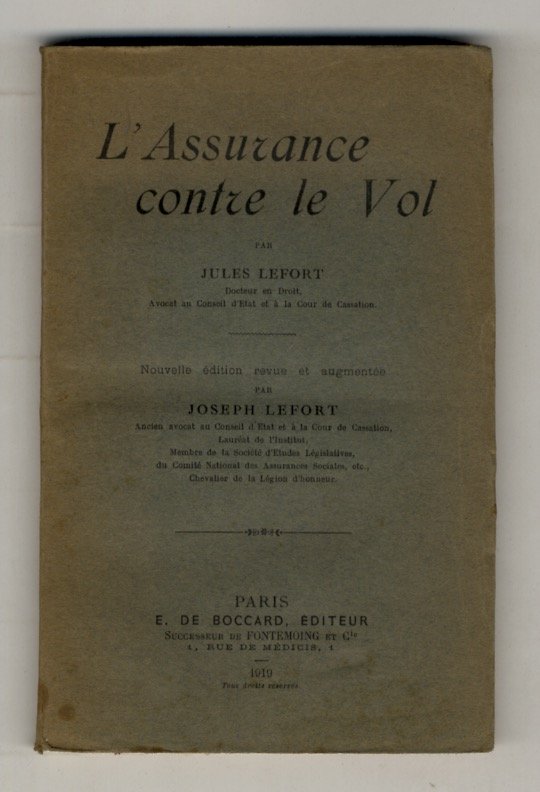 L'Assurance
contre le Vol
PAR
JULES LEFORT
Docteur en Droit,
Avocat au Conseil d'Etat et à la Cour de Cassation.
Nouvelle édition revue et augmentée
PAR
JOSEPH LEFORT
Ancien avocat au Conseil d'Etat et à la Cour de Cassation,
Lauréat de l'Institut,
Membre de la Société d'Etudes Législatives,
du Comité National des Assurances Sociales, etc.,
Chevalier de la Légion d'honneur.
PARIS
E. DE BOCCARD, ÉDITEUR
SUCCESSEUR DE FONTEMOING ET Cie
1, RUE DE MÉDICIS, 1
1919
Tous droits réservés.